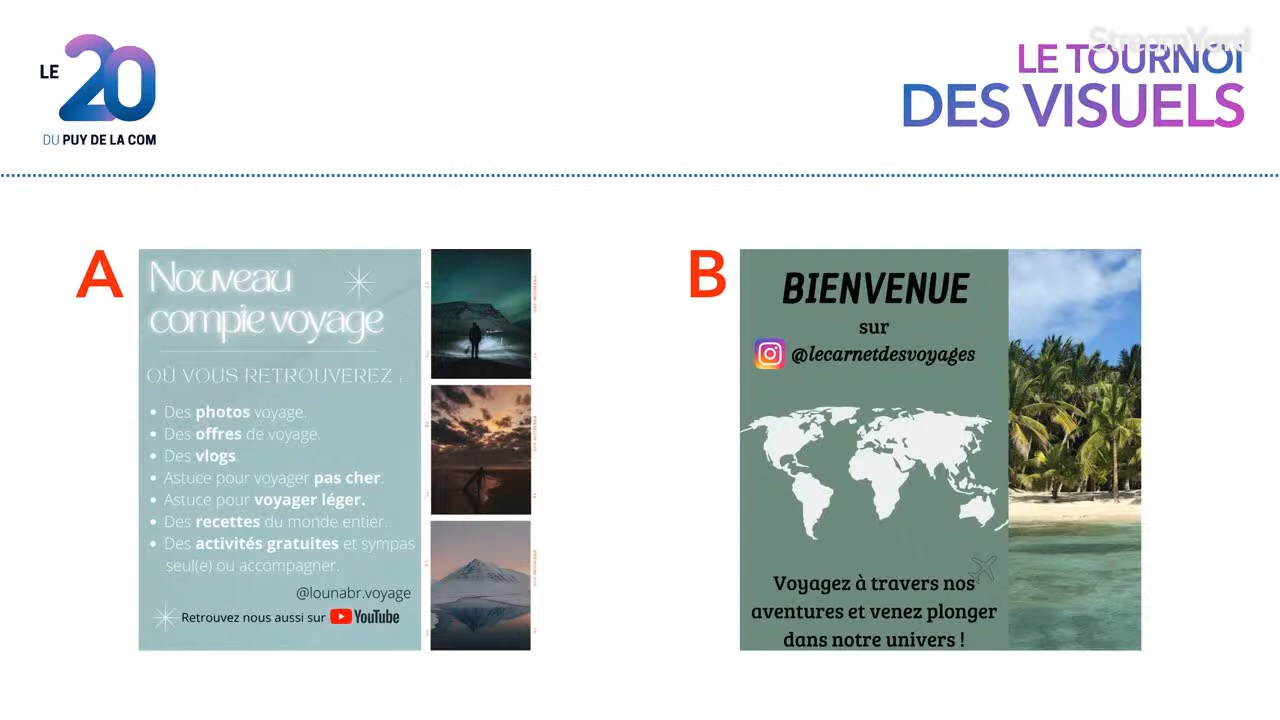 LE 20
DU PUY DE LA COM
StreamYard
LE TOURNOI
DES VISUELS
A
Nouveau
compte voyage
OÙ VOUS RETROUVEREZ :
• Des photos voyage.
• Des offres de voyage.
• Des vlogs.
• Astuce pour voyager pas cher.
• Astuce pour voyager léger.
• Des recettes du monde entier.
• Des activités gratuites et sympas
seul(e) ou accompagner.
@lounabr.voyage
Retrouvez nous aussi sur YouTube
B
BIENVENUE
sur
@lecarnetdesvoyages
Voyagez à travers nos
aventures et venez plonger
dans notre univers !